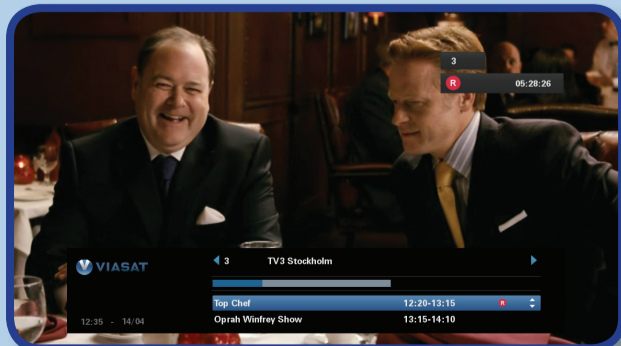 3
R 05:28:26
VIASAT
3 TV3 Stockholm
Top Chef 12:20-13:15 R
12:35 - 14/04
Oprah Winfrey Show 13:15-14:10